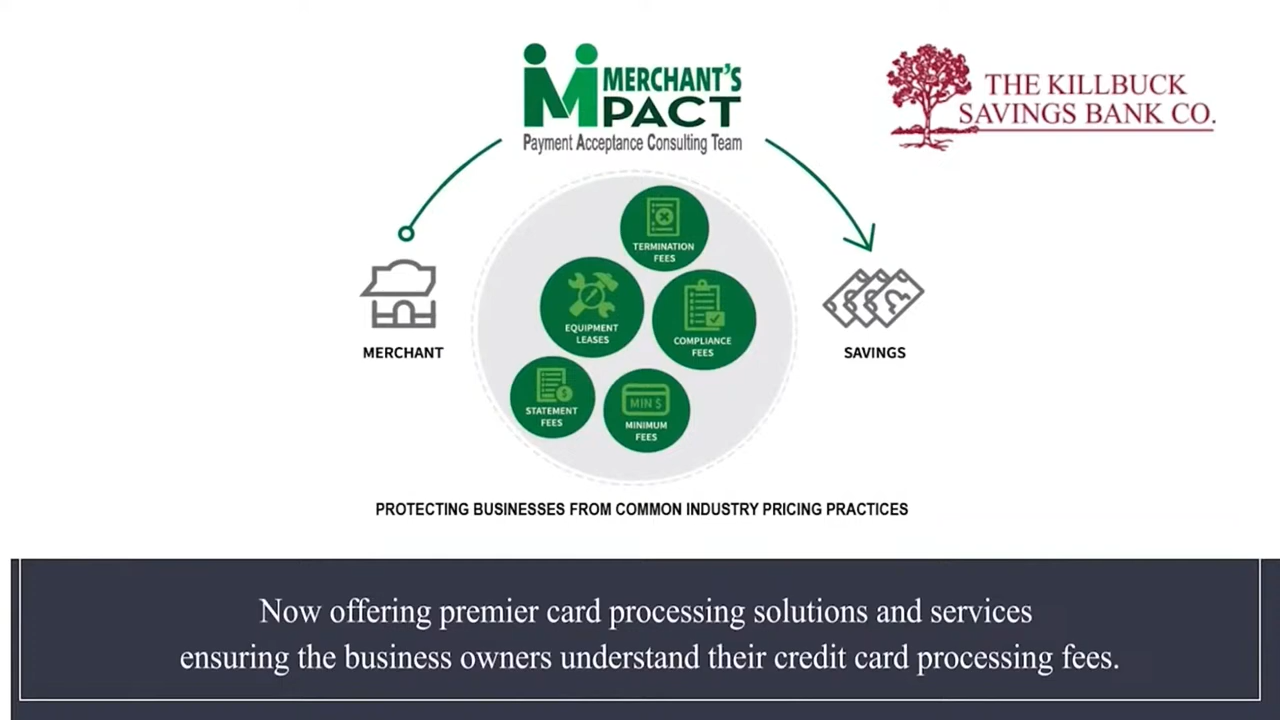 MERCHANT'S
PACT
Payment Acceptance Consulting Team
THE KILLBUCK
SAVINGS BANK CO.
TERMINATION
FEES
EQUIPMENT
LEASES
COMPLIANCE
FEES
STATEMENT
FEES
MIN $
MINIMUM
FEES
MERCHANT
SAVINGS
PROTECTING BUSINESSES FROM COMMON INDUSTRY PRICING PRACTICES
Now offering premier card processing solutions and services
ensuring the business owners understand their credit card processing fees.